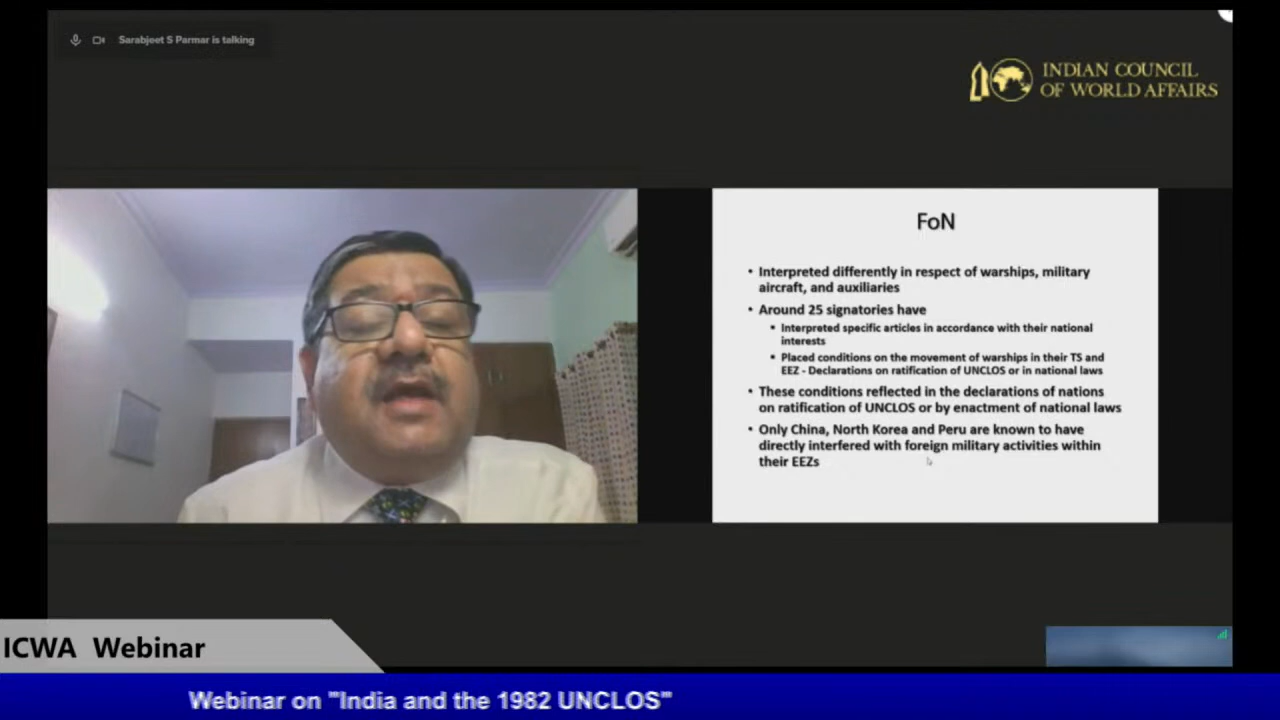 Sarabjeet S Parmar is talking
INDIAN COUNCIL
OF WORLD AFFAIRS
FoN
• Interpreted differently in respect of warships, military
aircraft, and auxiliaries
• Around 25 signatories have
• Interpreted specific articles in accordance with their national
interests
• Placed conditions on the movement of warships in their TS and
EEZ - Declarations on ratification of UNCLOS or in national laws
• These conditions reflected in the declarations of nations
on ratification of UNCLOS or by enactment of national laws
• Only China, North Korea and Peru are known to have
directly interfered with foreign military activities within
their EEZs
ICWA Webinar
Webinar on "India and the 1982 UNCLOS"